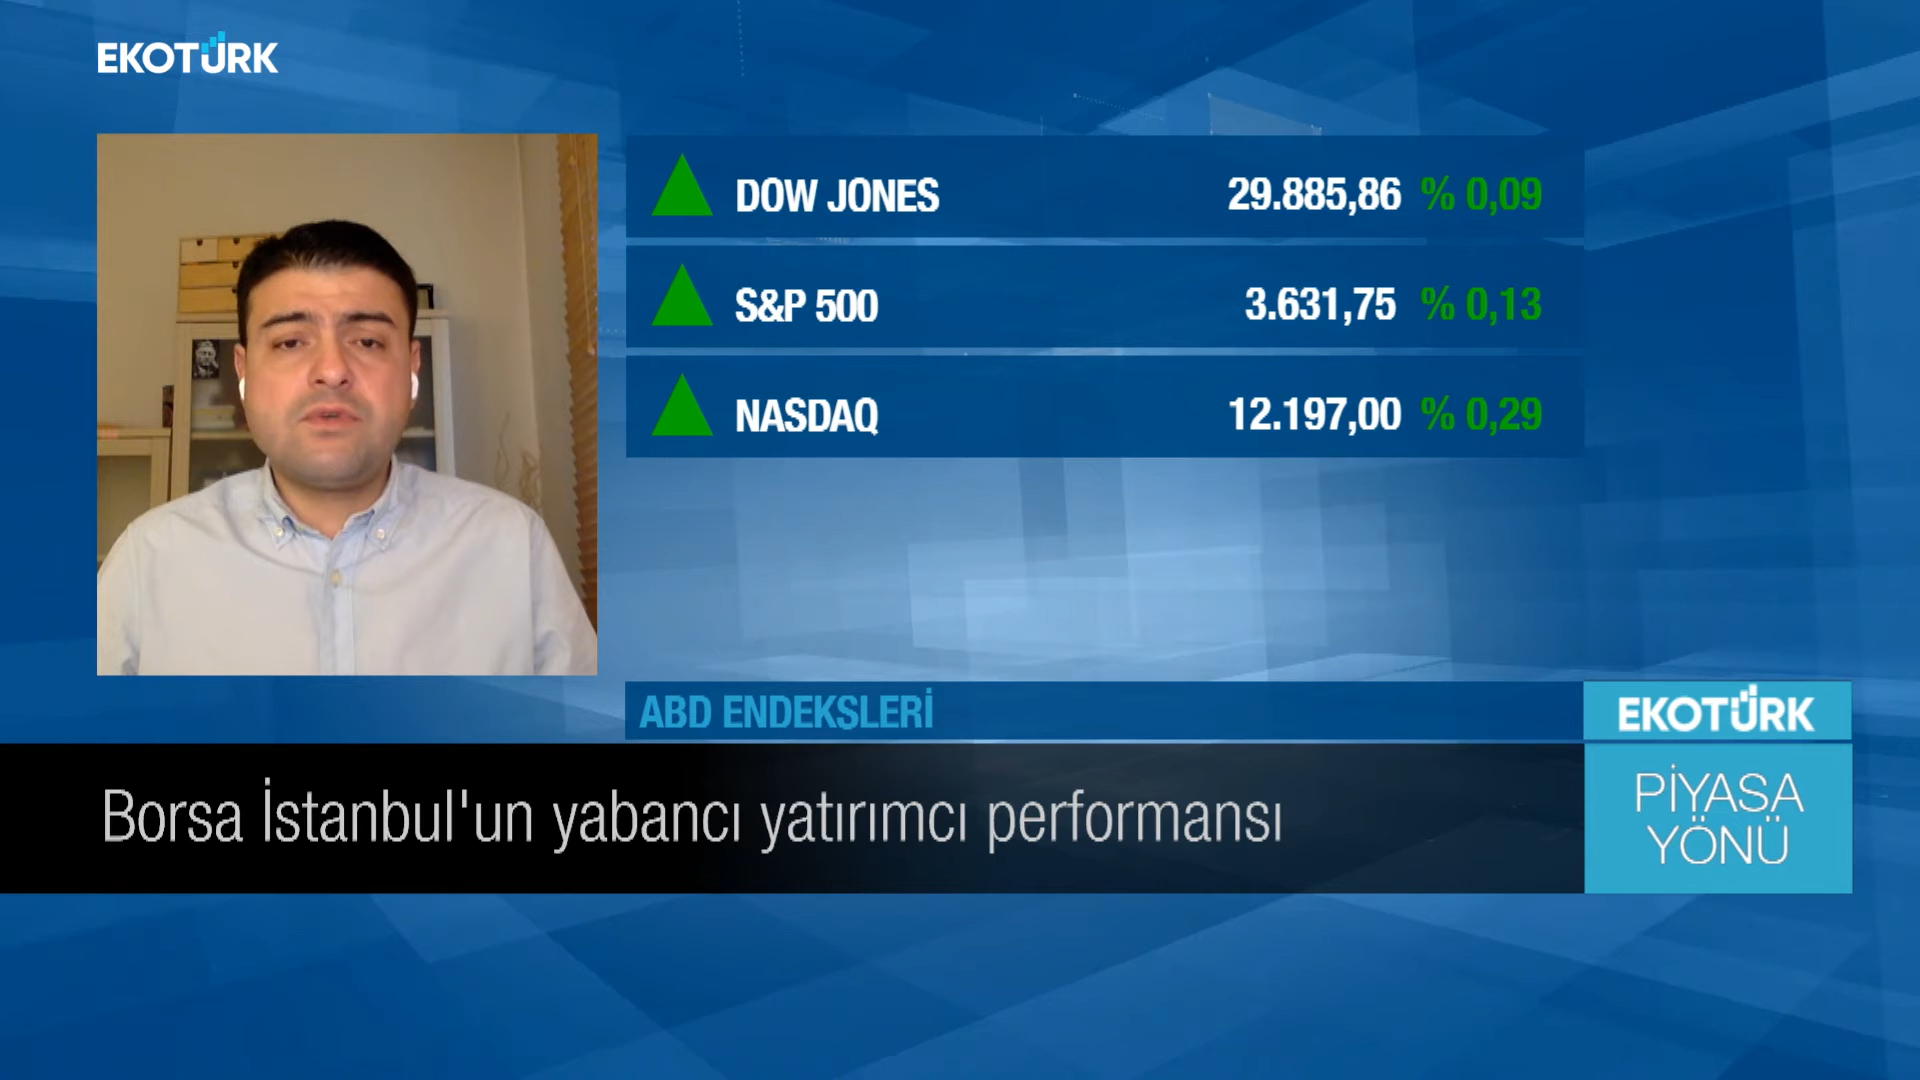 EKOTÜRK
DOW JONES 29.885,86 % 0,09
S&P 500 3.631,75 % 0,13
NASDAQ 12.197,00 % 0,29
ABD ENDEKSLERİ
EKOTÜRK
Borsa İstanbul'un yabancı yatırımcı performansı
PİYASA
YÖNÜ